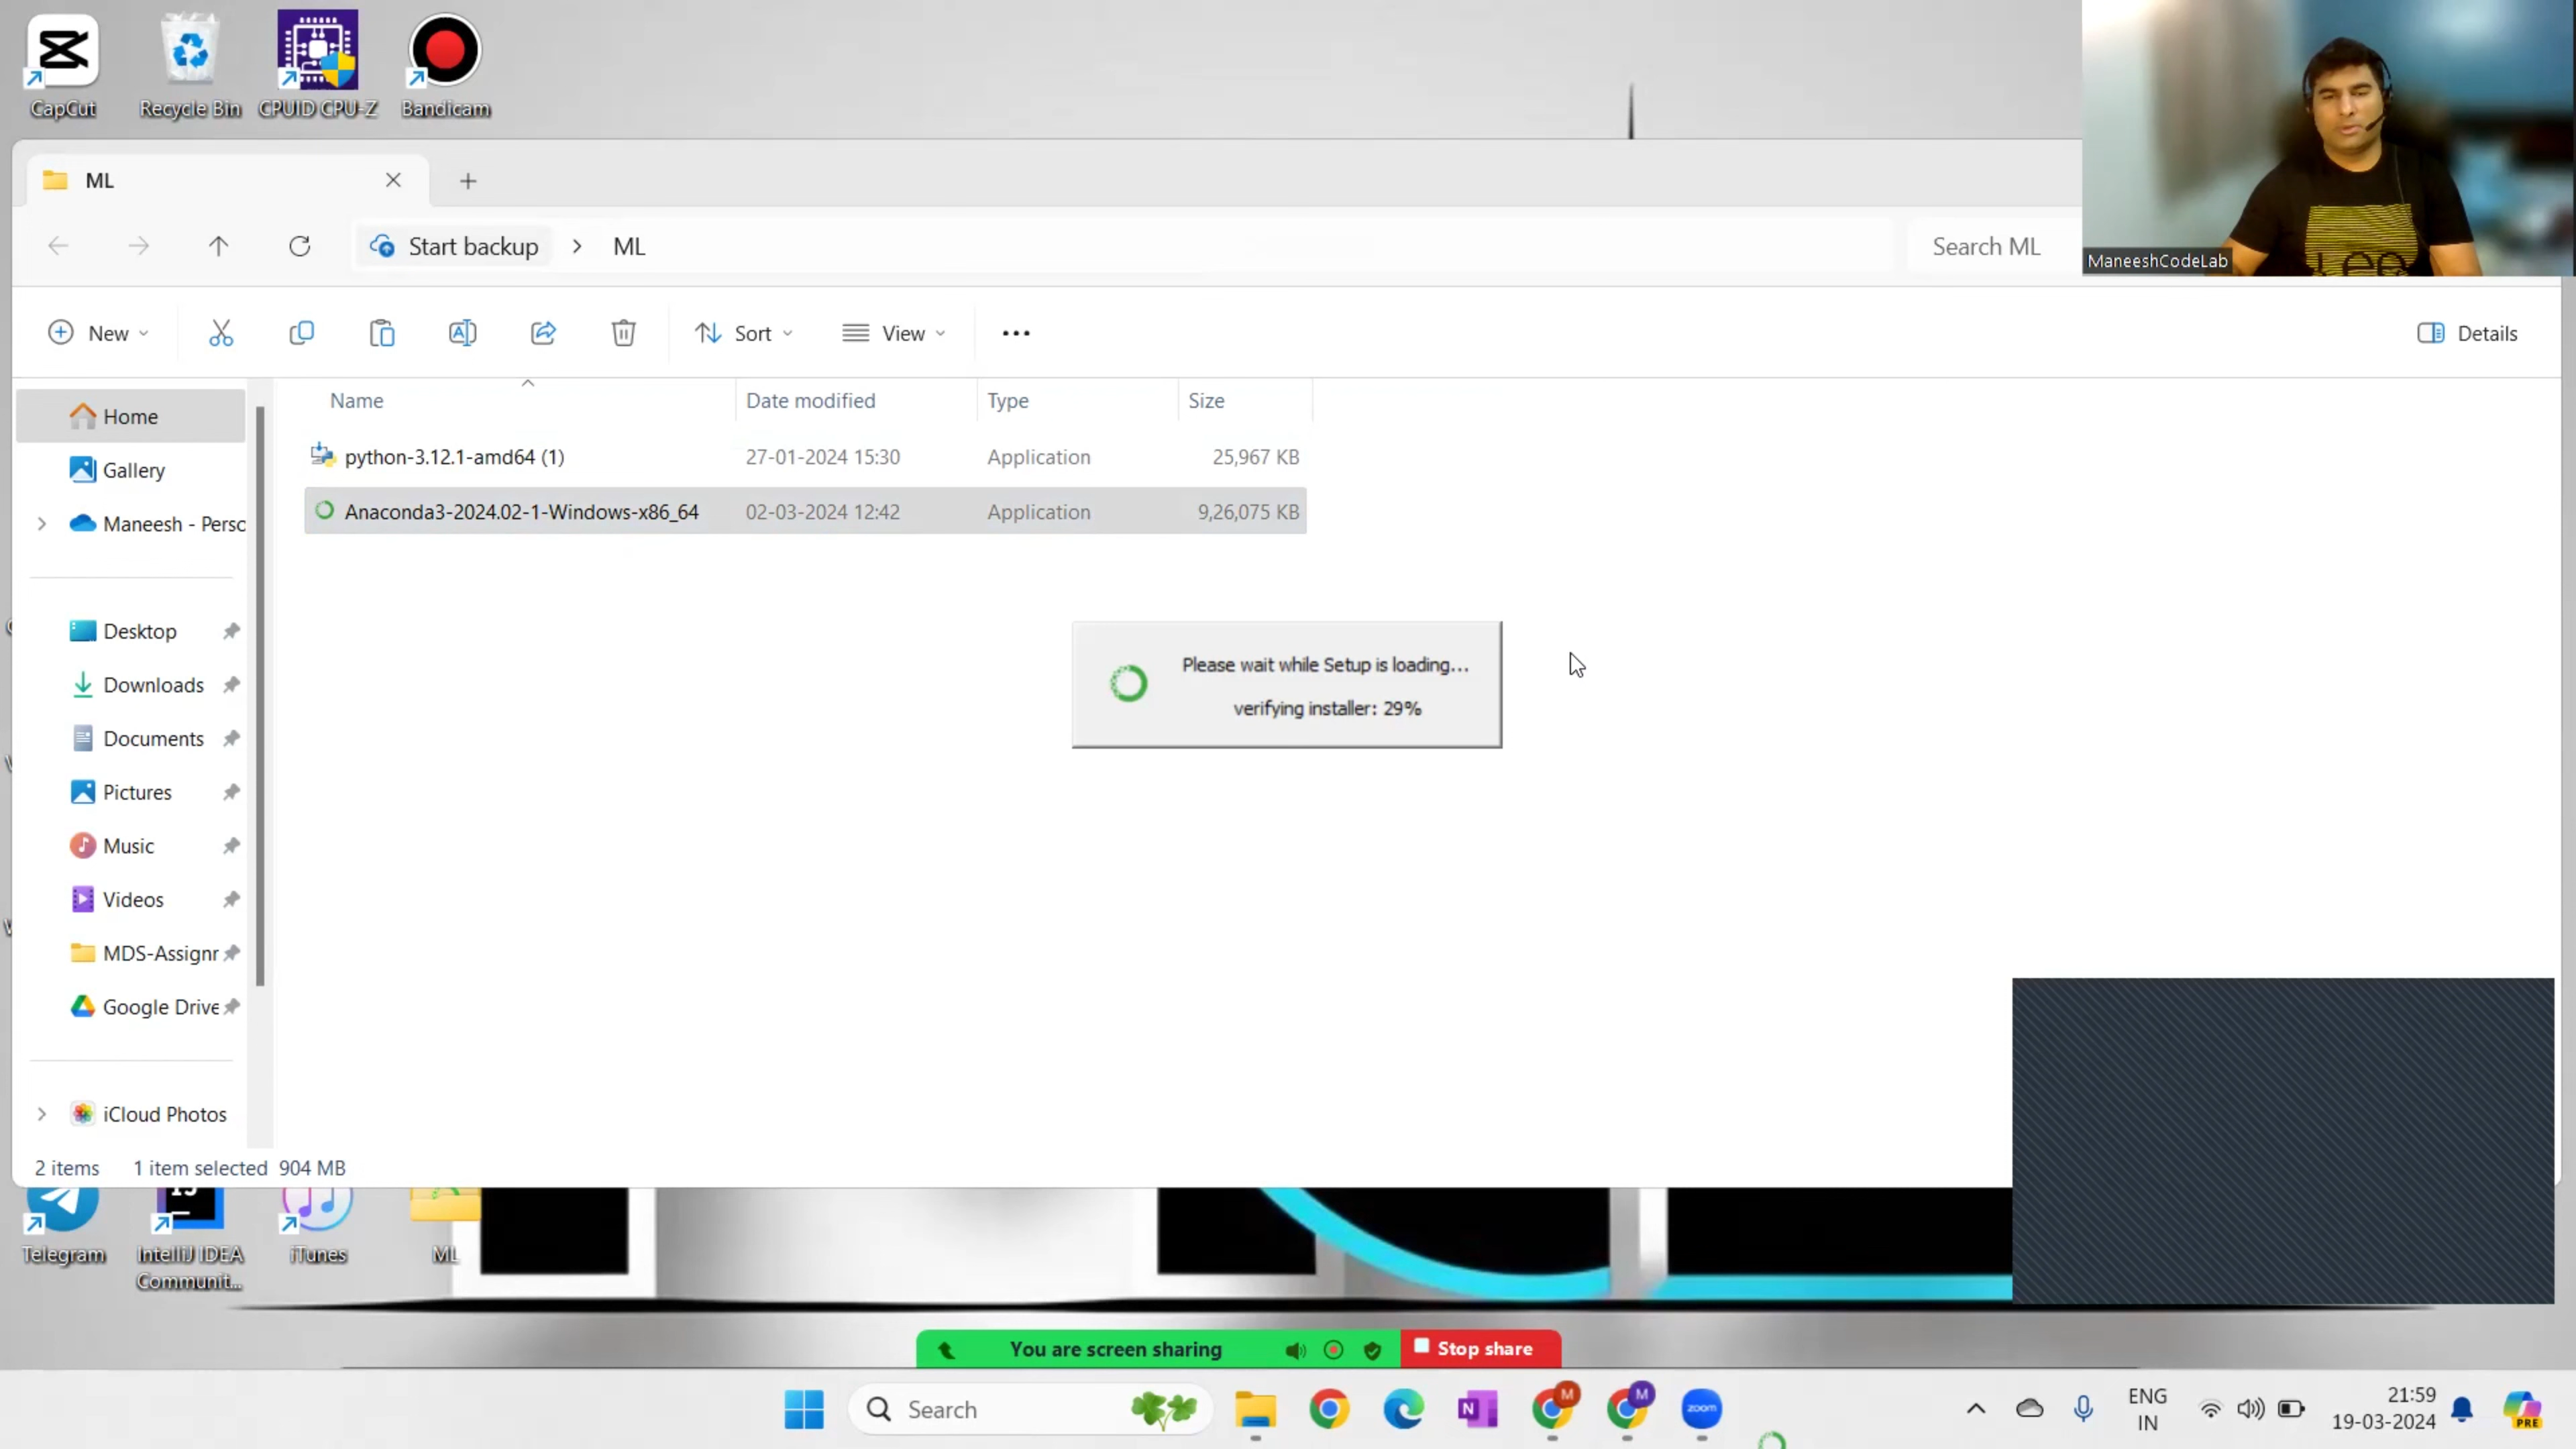 CapCut
Recycle Bin
CPUID CPU-Z
Bandicam
ML
Start backup
ML
Search ML
ManeeshCodeLab
New
Sort
View
Details
Name
Date modified
Type
Size
python-3.12.1-amd64 (1)
27-01-2024 15:30
Application
25,967 KB
Anaconda3-2024.02-1-Windows-x86_64
02-03-2024 12:42
Application
9,26,075 KB
Home
Gallery
Maneesh - Perso
Desktop
Downloads
Documents
Pictures
Music
Videos
MDS-Assignr
Google Drive
iCloud Photos
Please wait while Setup is loading...
verifying installer: 29%
2 items
1 item selected 904 MB
Telegram
IntelliJ IDEA
Communit...
iTunes
ML
You are screen sharing
Stop share
Search
N
M
M
zoom
ENG
IN
21:59
19-03-2024
PRE